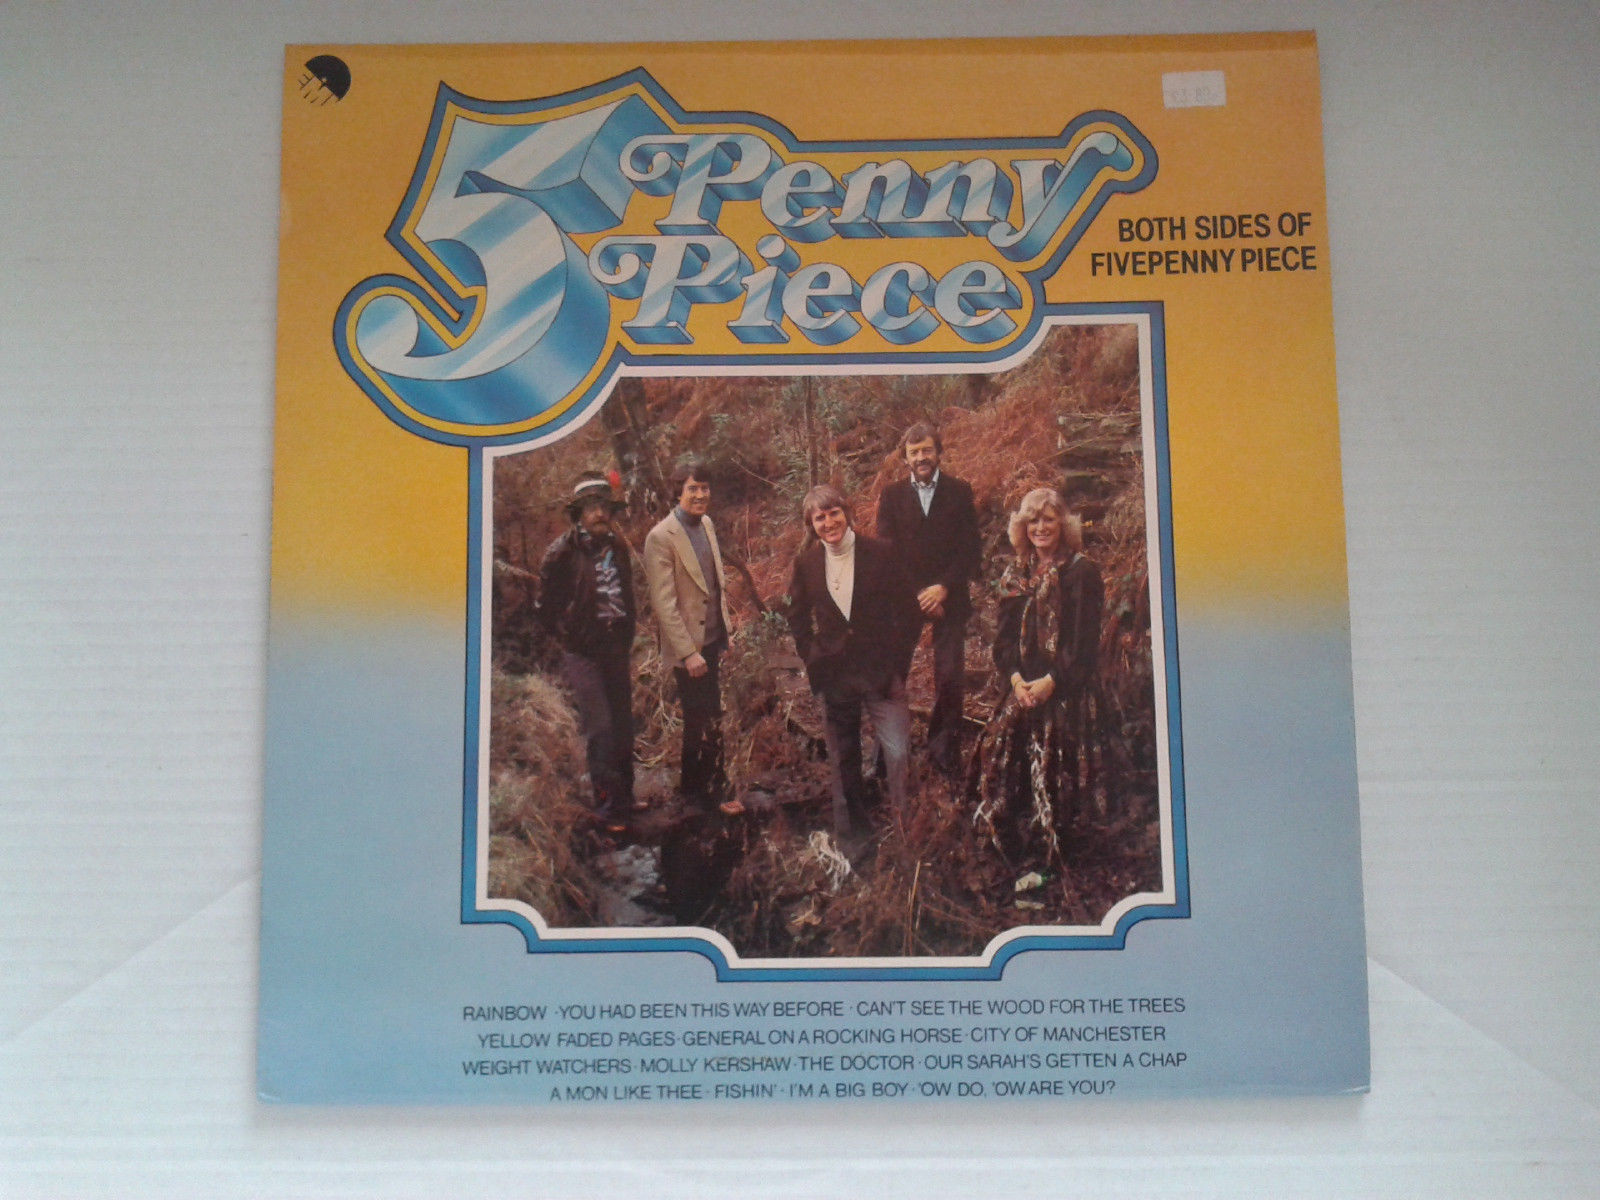 EMI
5 Penny
Piece
BOTH SIDES OF
FIVEPENNY PIECE
RAINBOW · YOU HAD BEEN THIS WAY BEFORE · CAN'T SEE THE WOOD FOR THE TREES
YELLOW FADED PAGES · GENERAL ON A ROCKING HORSE · CITY OF MANCHESTER
WEIGHT WATCHERS · MOLLY KERSHAW · THE DOCTOR · OUR SARAH'S GETTEN A CHAP
A MON LIKE THEE · FISHIN' · I'M A BIG BOY · 'OW DO, 'OW ARE YOU?